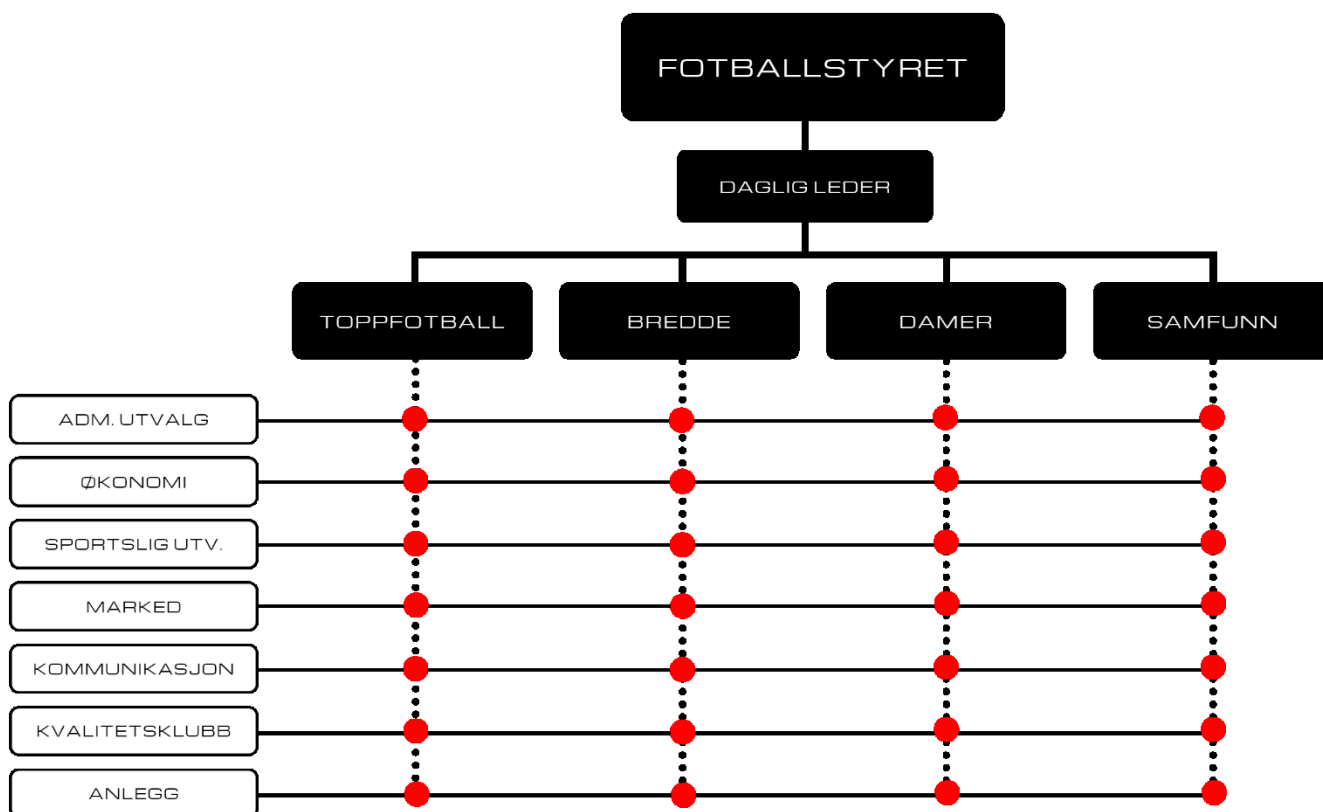 FOTBALLSTYRET
DAGLIG LEDER
TOPPFOTBALL
BREDDE
DAMER
SAMFUNN
ADM. UTVALG
ØKONOMI
SPORTSLIG UTV.
MARKED
KOMMUNIKASJON
KVALITETSKLUBB
ANLEGG